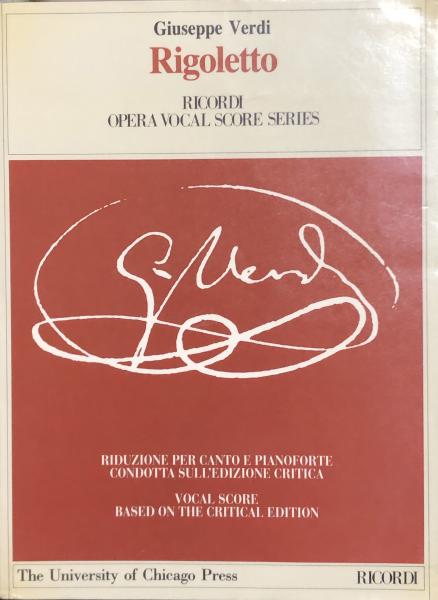 Giuseppe Verdi
Rigoletto
RICORDI
OPERA VOCAL SCORE SERIES
G. Verdi
RIDUZIONE PER CANTO E PIANOFORTE
CONDOTTA SULL'EDIZIONE CRITICA
VOCAL SCORE
BASED ON THE CRITICAL EDITION
The University of Chicago Press
RICORDI